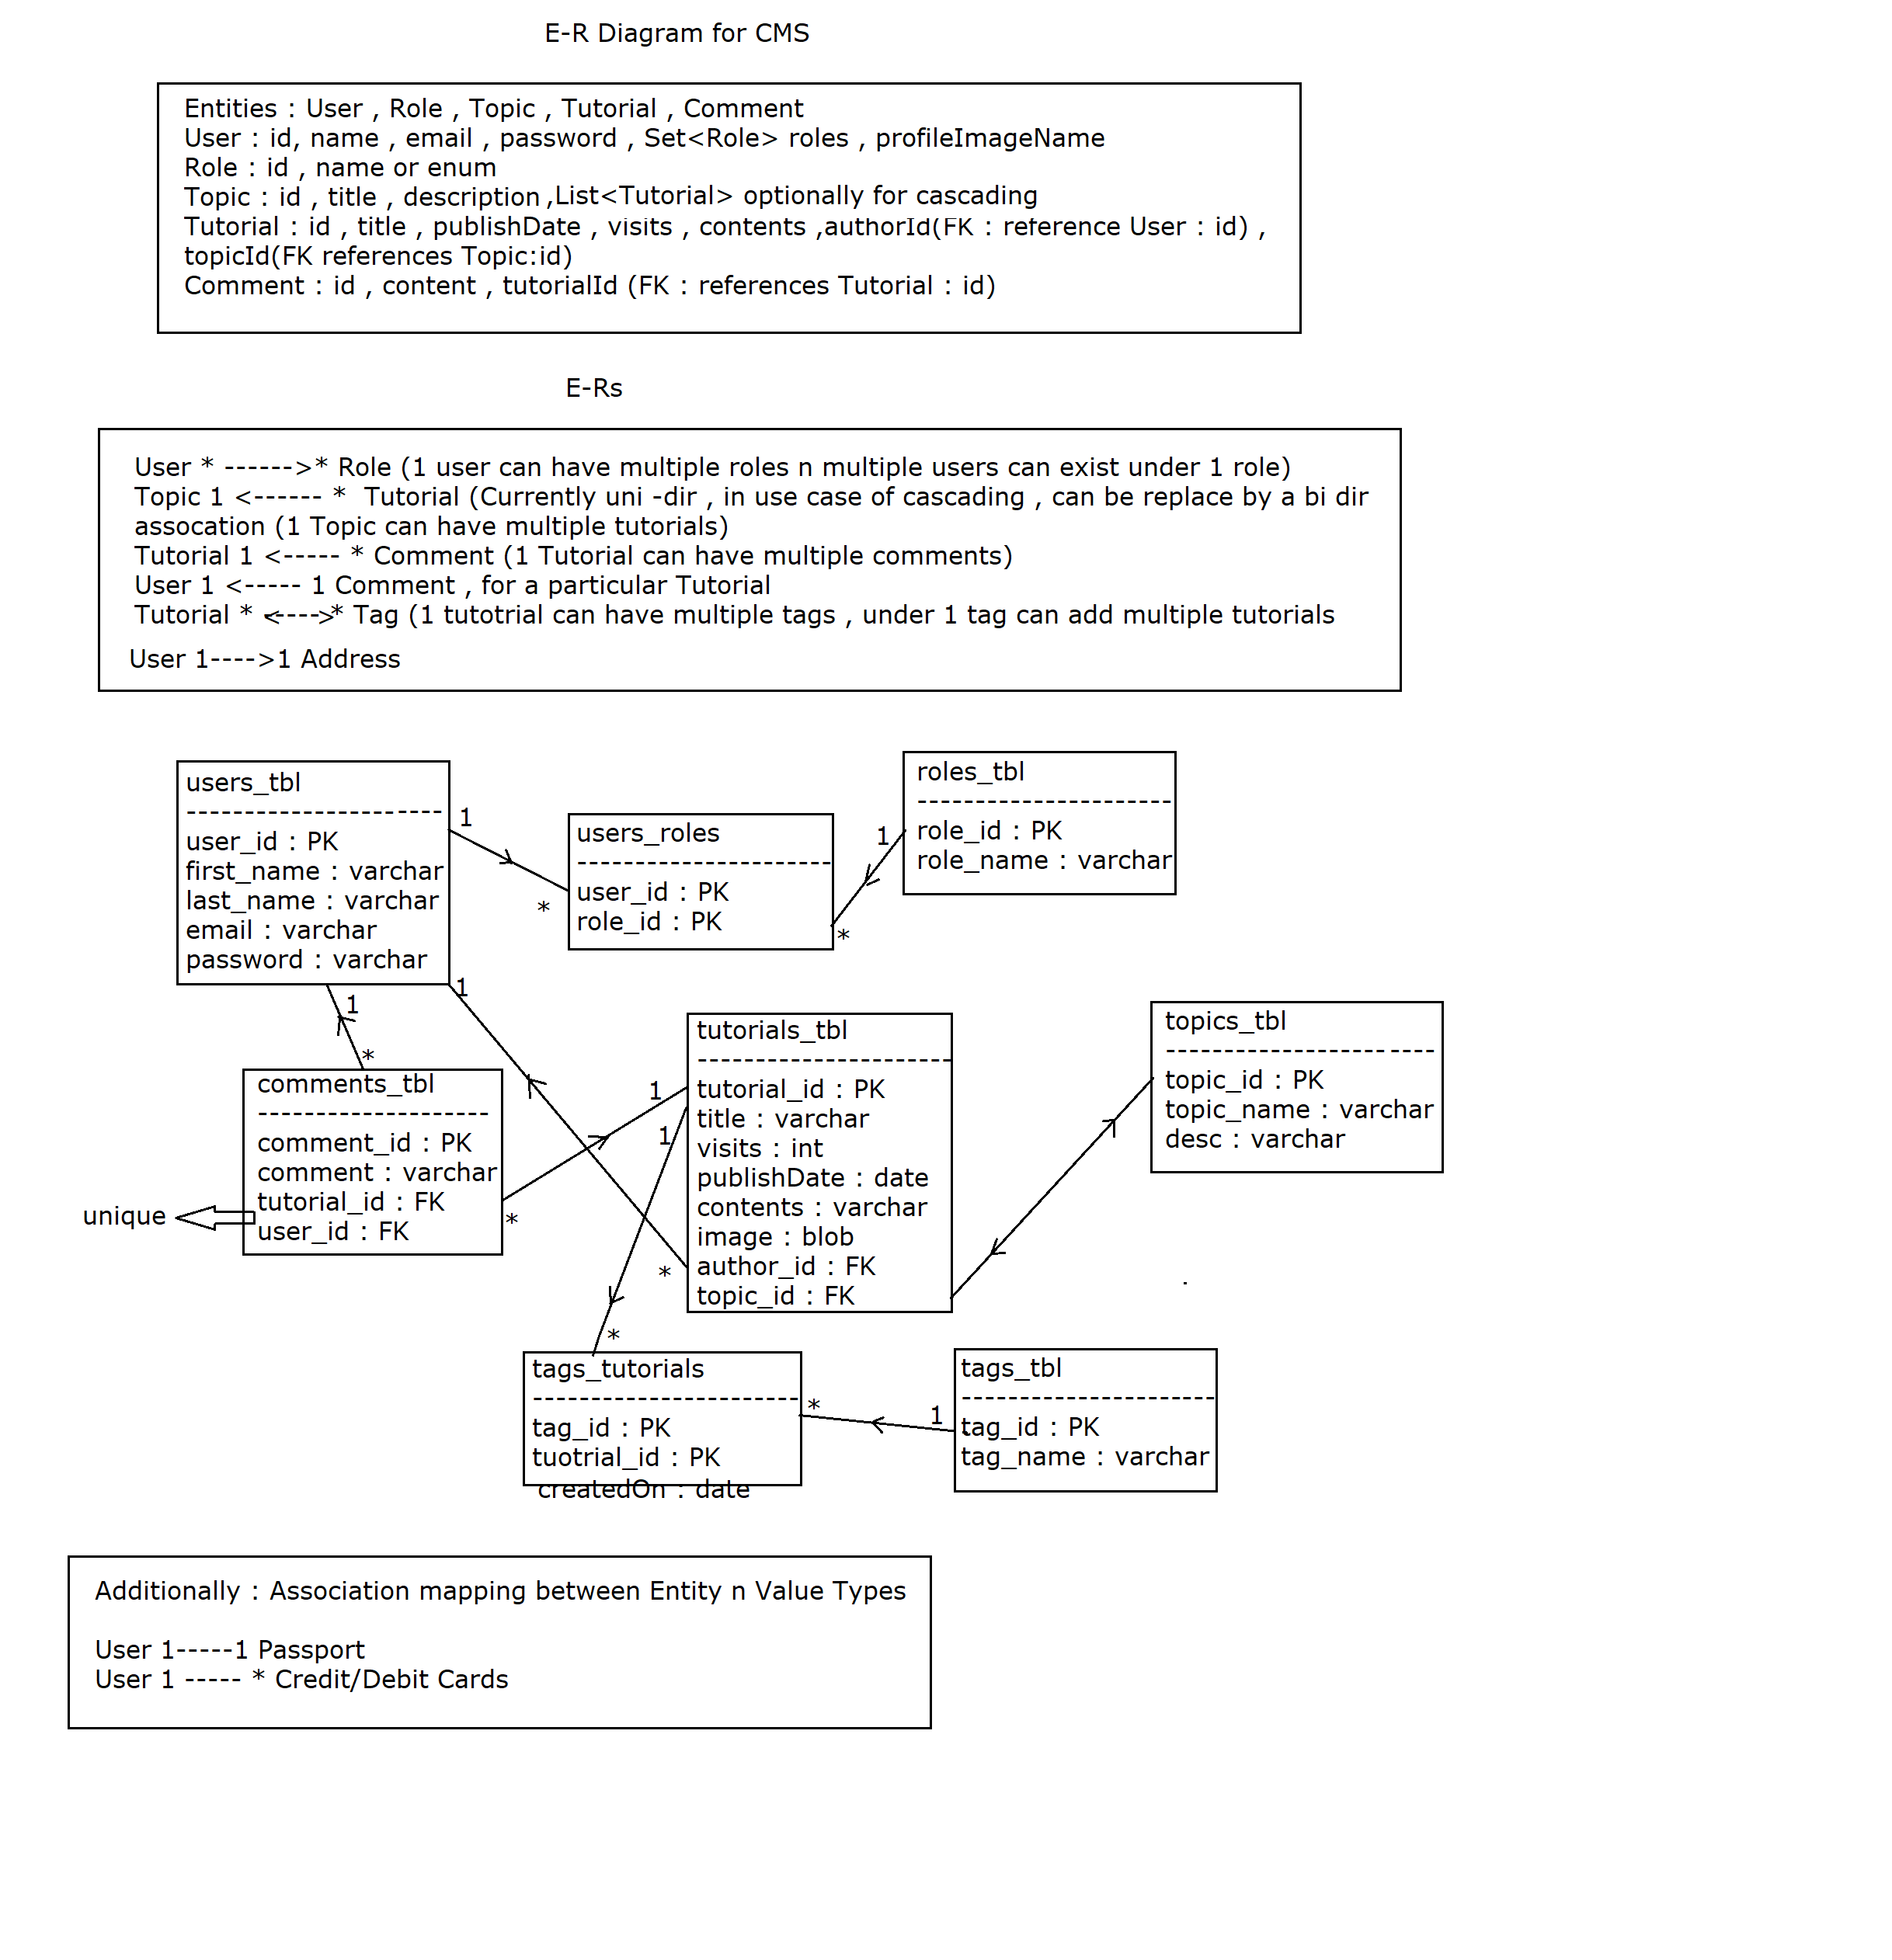 E-R Diagram for CMS
Entities : User , Role , Topic , Tutorial , Comment
User : id, name , email , password , Set<Role> roles , profileImageName
Role : id , name or enum
Topic : id , title , description ,List<Tutorial> optionally for cascading
Tutorial : id , title , publishDate , visits , contents ,authorId(FK : reference User : id) ,
topicId(FK references Topic:id)
Comment : id , content , tutorialId (FK : references Tutorial : id)
E-Rs
User * ------>* Role (1 user can have multiple roles n multiple users can exist under 1 role)
Topic 1 <------ * Tutorial (Currently uni -dir , in use case of cascading , can be replace by a bi dir
assocation (1 Topic can have multiple tutorials)
Tutorial 1 <----- * Comment (1 Tutorial can have multiple comments)
User 1 <----- 1 Comment , for a particular Tutorial
Tutorial * <---->* Tag (1 tutotrial can have multiple tags , under 1 tag can add multiple tutorials
User 1---->1 Address
users_tbl
----------------------
user_id : PK
first_name : varchar
last_name : varchar
email : varchar
password : varchar
1
*
users_roles
----------------------
user_id : PK
role_id : PK
1
*
roles_tbl
----------------------
role_id : PK
role_name : varchar
1
*
1
comments_tbl
--------------------
comment_id : PK
comment : varchar
tutorial_id : FK
user_id : FK
unique
*
1
1
*
tutorials_tbl
----------------------
tutorial_id : PK
title : varchar
visits : int
publishDate : date
contents : varchar
image : blob
author_id : FK
topic_id : FK
topics_tbl
-----------------------
topic_id : PK
topic_name : varchar
desc : varchar
*
tags_tutorials
-----------------------
tag_id : PK
tuotrial_id : PK
createdOn : date
*
1
tags_tbl
----------------------
tag_id : PK
tag_name : varchar
Additionally : Association mapping between Entity n Value Types
User 1-----1 Passport
User 1 ----- * Credit/Debit Cards